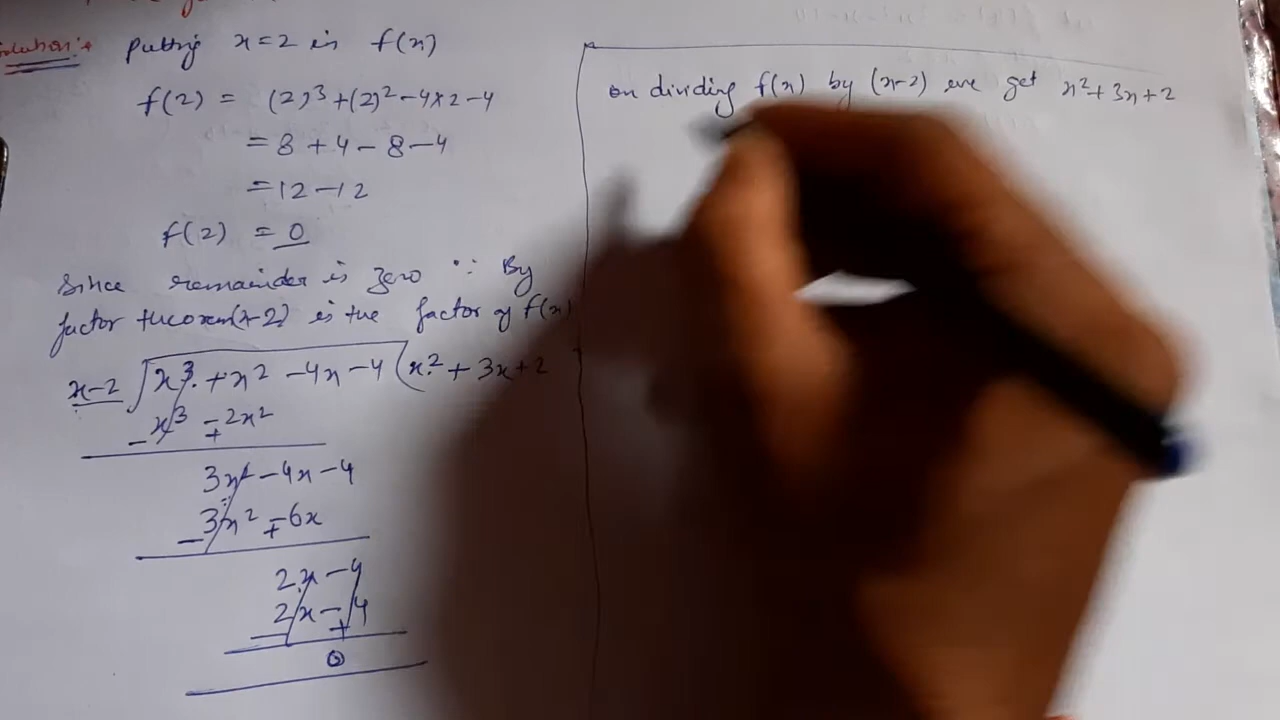 Solution:
Putting x=2 in f(x)
f(2) = (2)³+(2)²-4×2-4
= 8 + 4 - 8 - 4
= 12 - 12
f(2) = 0
Since remainder is zero ∵ By
factor theorem (x-2) is the factor of f(x)
x-2 ) x³ + x² - 4x - 4 ( x² + 3x + 2
- x³ ∓ 2x²
3x² - 4x - 4
- 3x² ∓ 6x
2x - 4
2x - 4
- +
0
on dividing f(x) by (x-2) we get x² + 3x + 2